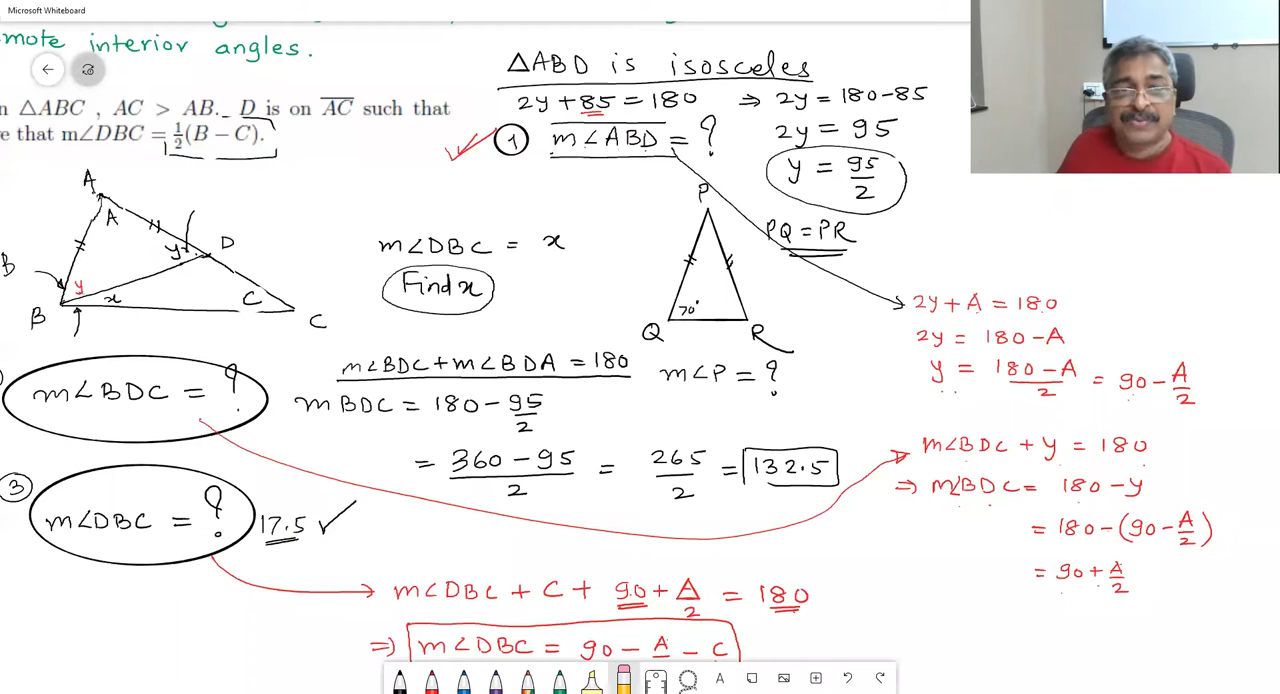 Microsoft Whiteboard
mote interior angles.
n △ABC , AC > AB. D is on AC such that
e that m∠DBC = 1/2(B − C).
△ABD is isosceles
2y + 85 = 180 ⇒ 2y = 180 - 85
① m∠ABD = ?
2y = 95
y = 95/2
PQ = PR
A
A
y
D
B
y
x
C
B
C
m∠DBC = x
Find x
P
70°
Q
R
m∠P = ?
m∠BDC = ?
m∠BDC + m∠BDA = 180
mBDC = 180 - 95/2
= 360 - 95/2 = 265/2 = 132.5
③ m∠DBC = ? 17.5 ✓
2y + A = 180
2y = 180 - A
y = 180 - A/2 = 90 - A/2
m∠BDC + y = 180
⇒ m∠BDC = 180 - y
= 180 - (90 - A/2)
= 90 + A/2
m∠DBC + C + 90 + A/2 = 180
⇒ m∠DBC = 90 - A - C
A